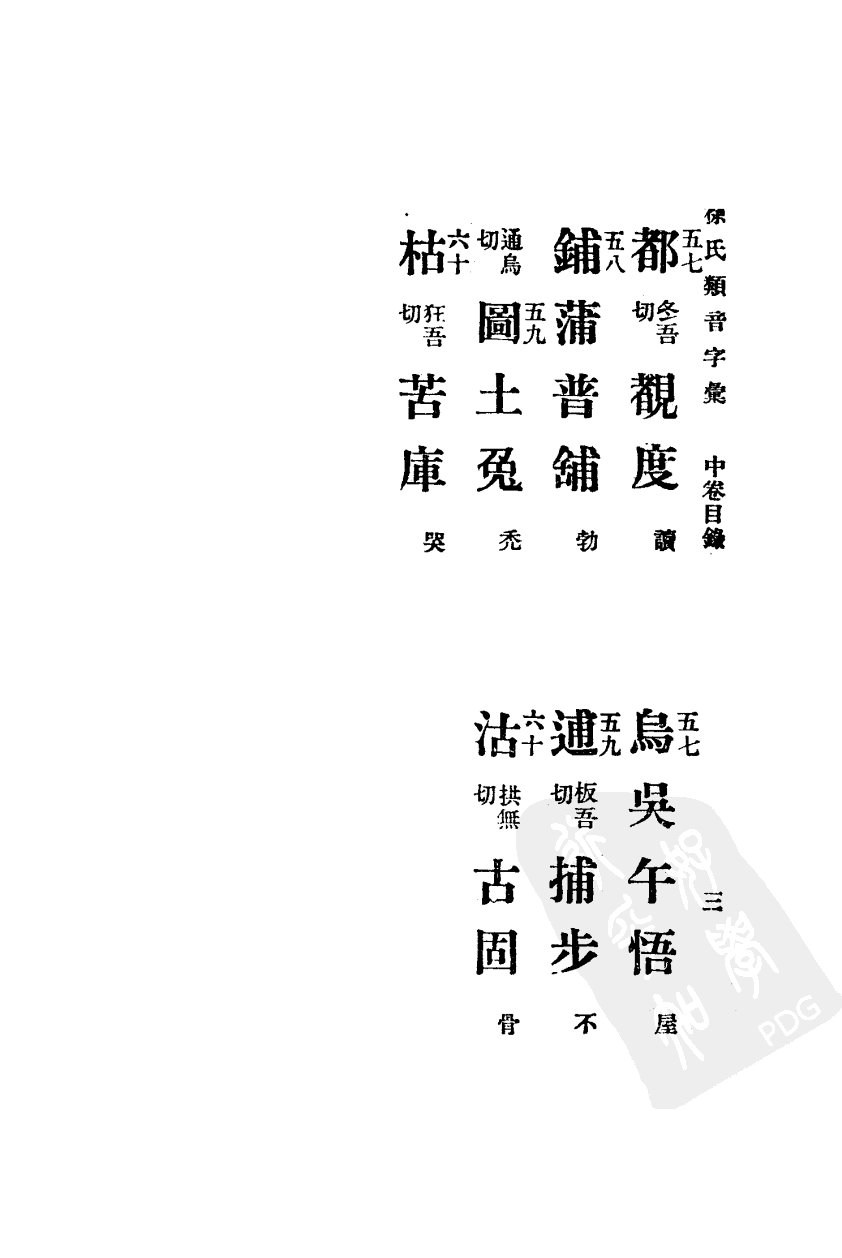 保氏類音字彙　中卷目錄　三
都五七　冬吾切　覩　度　讀
鋪五八　蒲　普　舖　勃
通烏切　圖五九　土　兔　禿
枯六十　狂吾切　苦　庫　哭
烏五七　吳　午　悟　屋
逋五九　板吾切　捕　步　不
沽六十　拱無切　古　固　骨
PDG